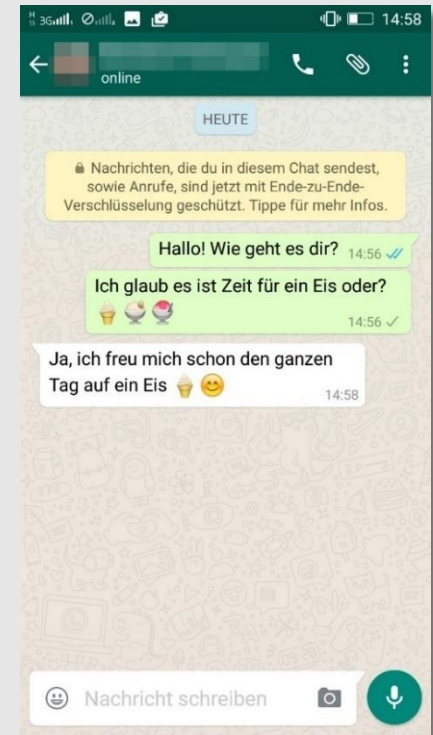 3G 14:58
online
HEUTE
Nachrichten, die du in diesem Chat sendest,
sowie Anrufe, sind jetzt mit Ende-zu-Ende-
Verschlüsselung geschützt. Tippe für mehr Infos.
Hallo! Wie geht es dir? 14:56
Ich glaub es ist Zeit für ein Eis oder?
🍦🍨🍧
14:56
Ja, ich freu mich schon den ganzen
Tag auf ein Eis 🍦😊
14:58
Nachricht schreiben